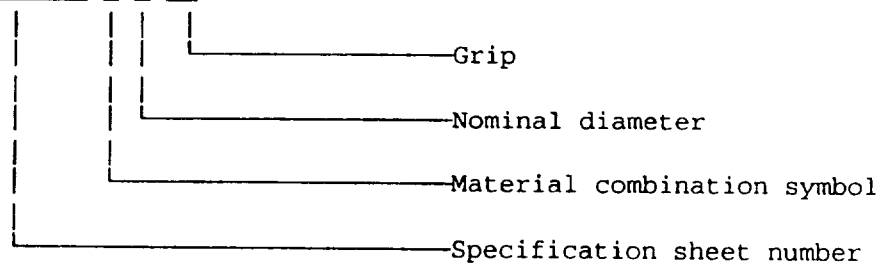 Grip
Nominal diameter
Material combination symbol
Specification sheet number